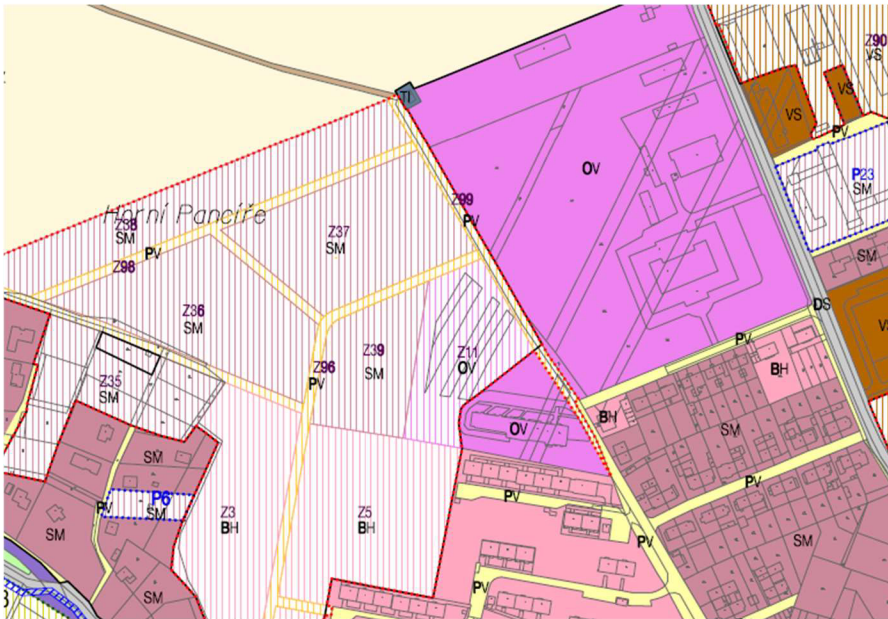 Z90
VS
TI
VS
VS
PV
OV
P23
SM
Horní Pancíře
Z99
PV
Z38
SM
Z37
SM
PV
Z98
SM
DS
Z36
SM
PV
Z39
SM
Z11
OV
Z96
PV
BH
Z35
SM
BH
OV
SM
SM
PV
P6
SM
PV
PV
Z3
BH
Z5
BH
SM
PV
SM
PV
SM